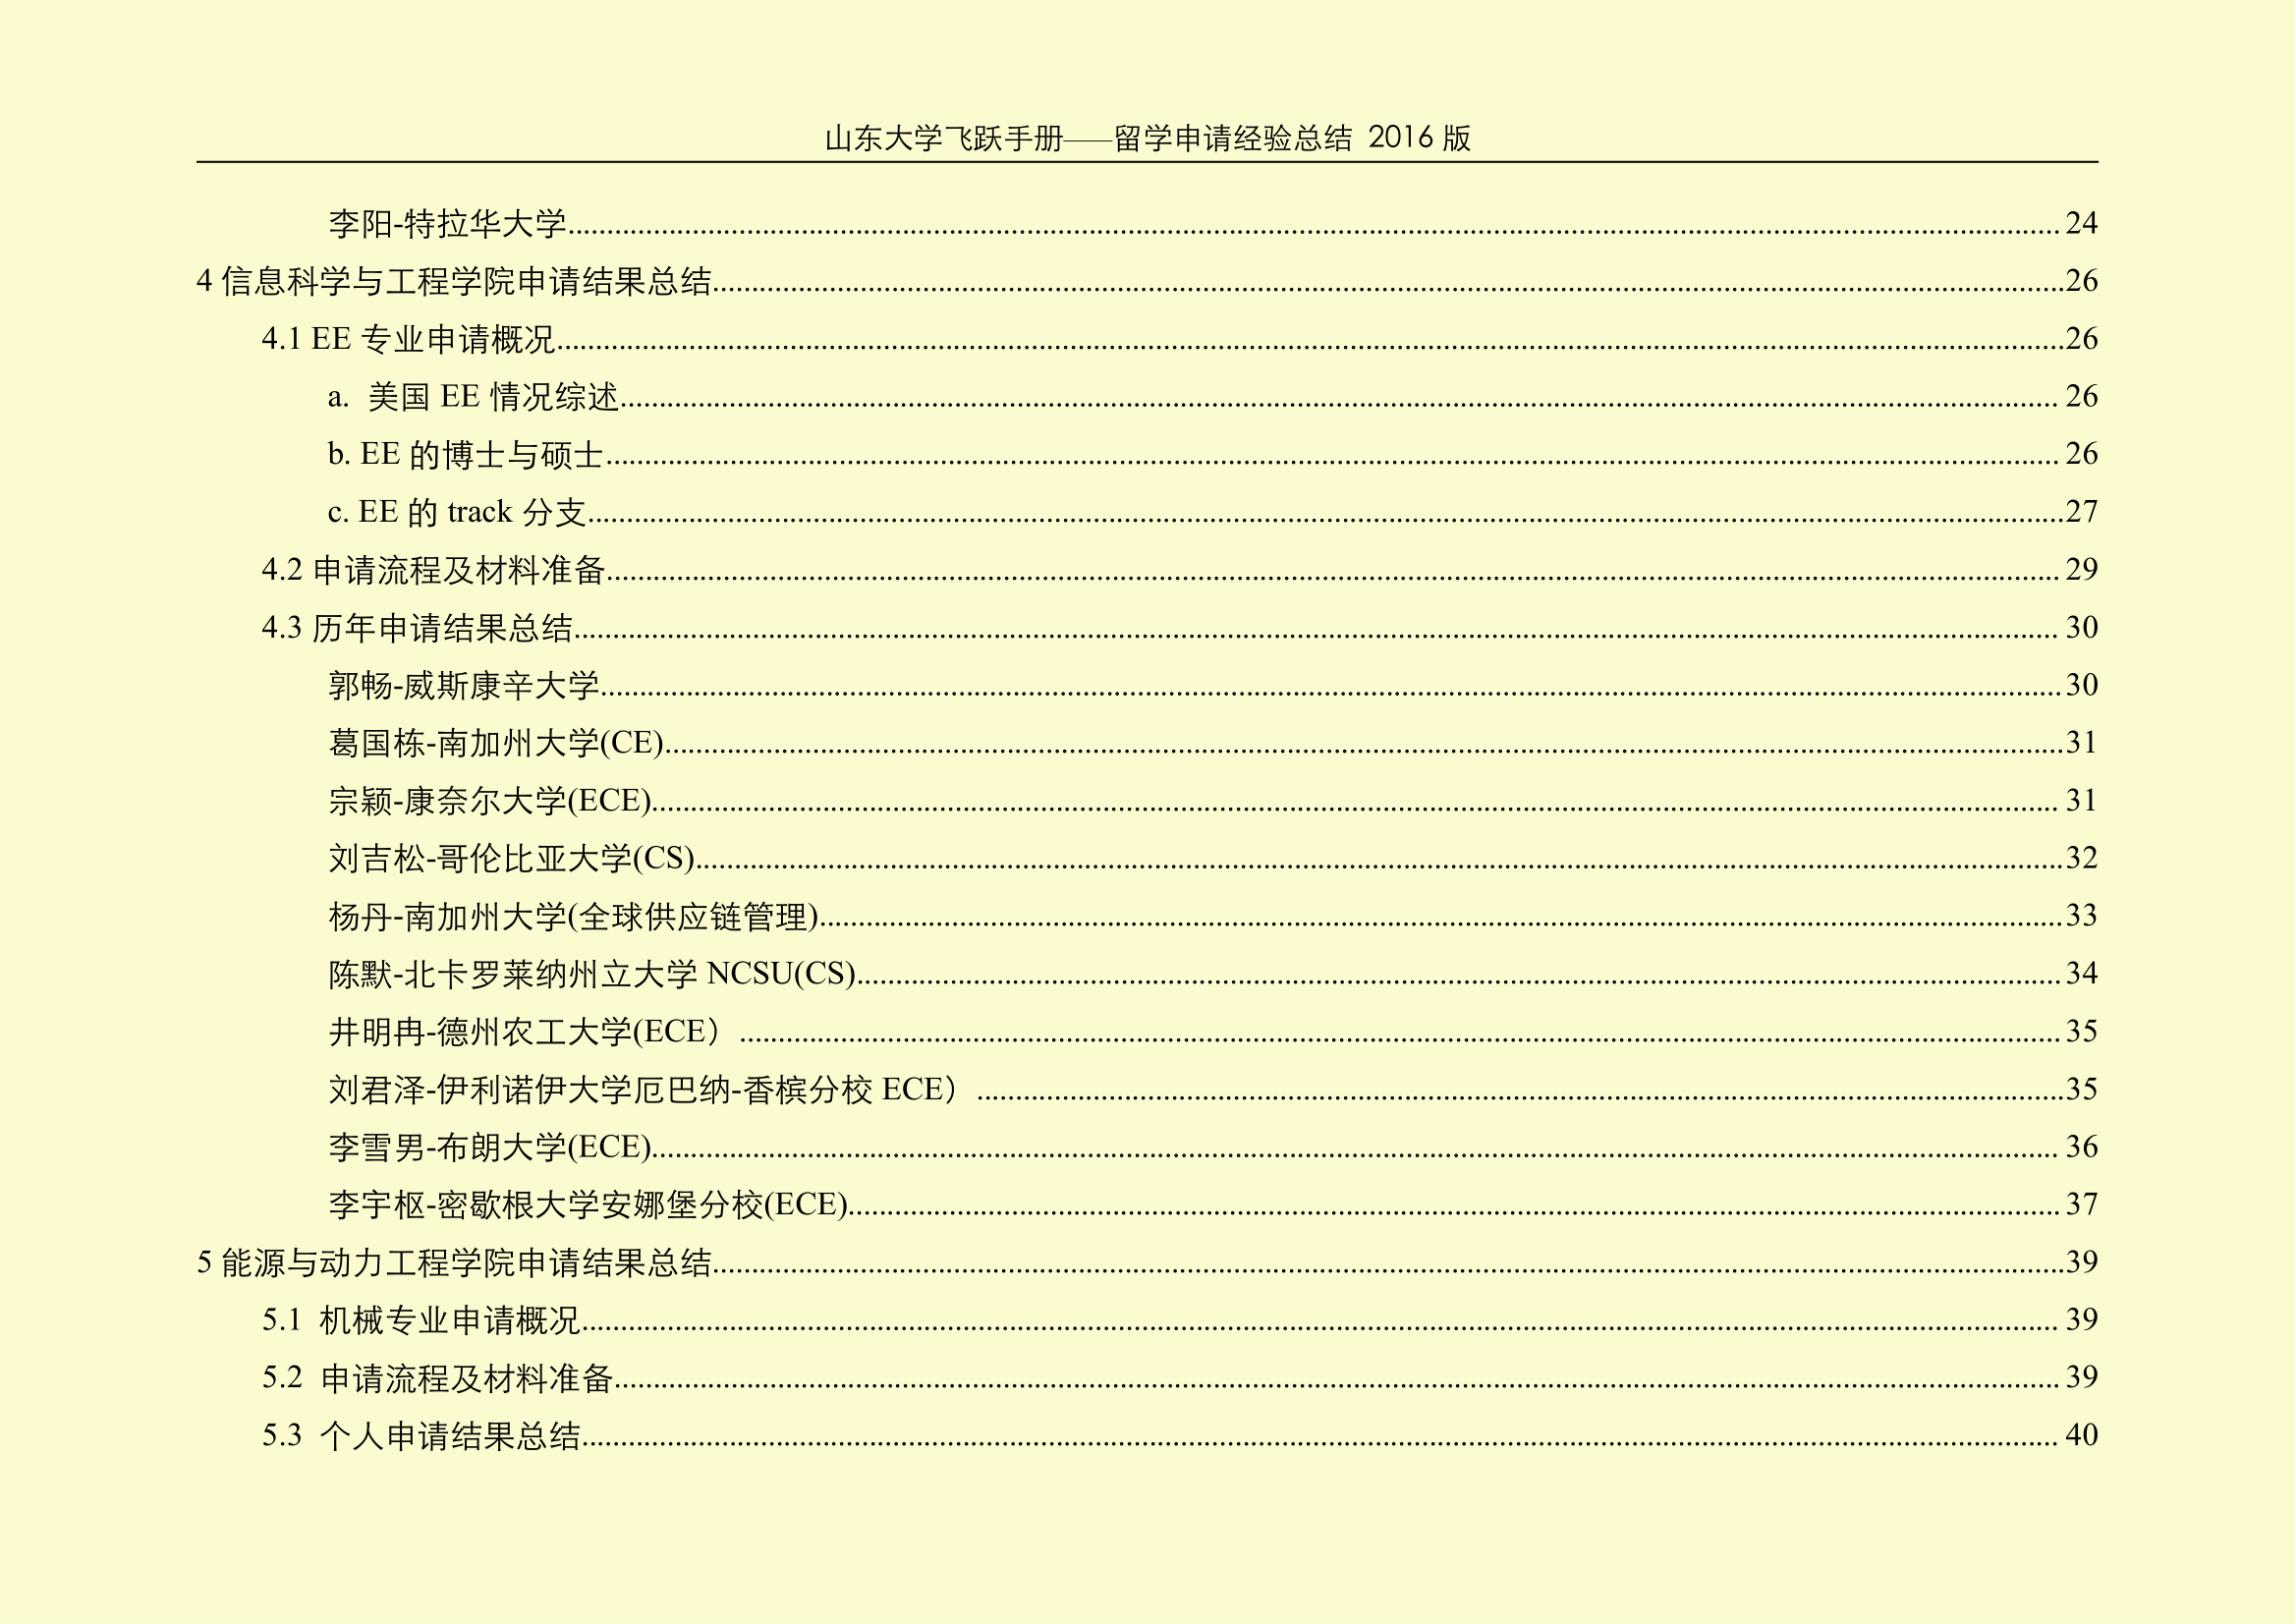 山东大学飞跃手册——留学申请经验总结 2016 版
李阳-特拉华大学........24
4 信息科学与工程学院申请结果总结........26
4.1 EE 专业申请概况........26
a. 美国 EE 情况综述........26
b. EE 的博士与硕士........26
c. EE 的 track 分支........27
4.2 申请流程及材料准备........29
4.3 历年申请结果总结........30
郭畅-威斯康辛大学........30
葛国栋-南加州大学(CE)........31
宗颖-康奈尔大学(ECE)........31
刘吉松-哥伦比亚大学(CS)........32
杨丹-南加州大学(全球供应链管理)........33
陈默-北卡罗莱纳州立大学 NCSU(CS)........34
井明冉-德州农工大学(ECE）........35
刘君泽-伊利诺伊大学厄巴纳-香槟分校 ECE）........35
李雪男-布朗大学(ECE)........36
李宇枢-密歇根大学安娜堡分校(ECE)........37
5 能源与动力工程学院申请结果总结........39
5.1 机械专业申请概况........39
5.2 申请流程及材料准备........39
5.3 个人申请结果总结........40